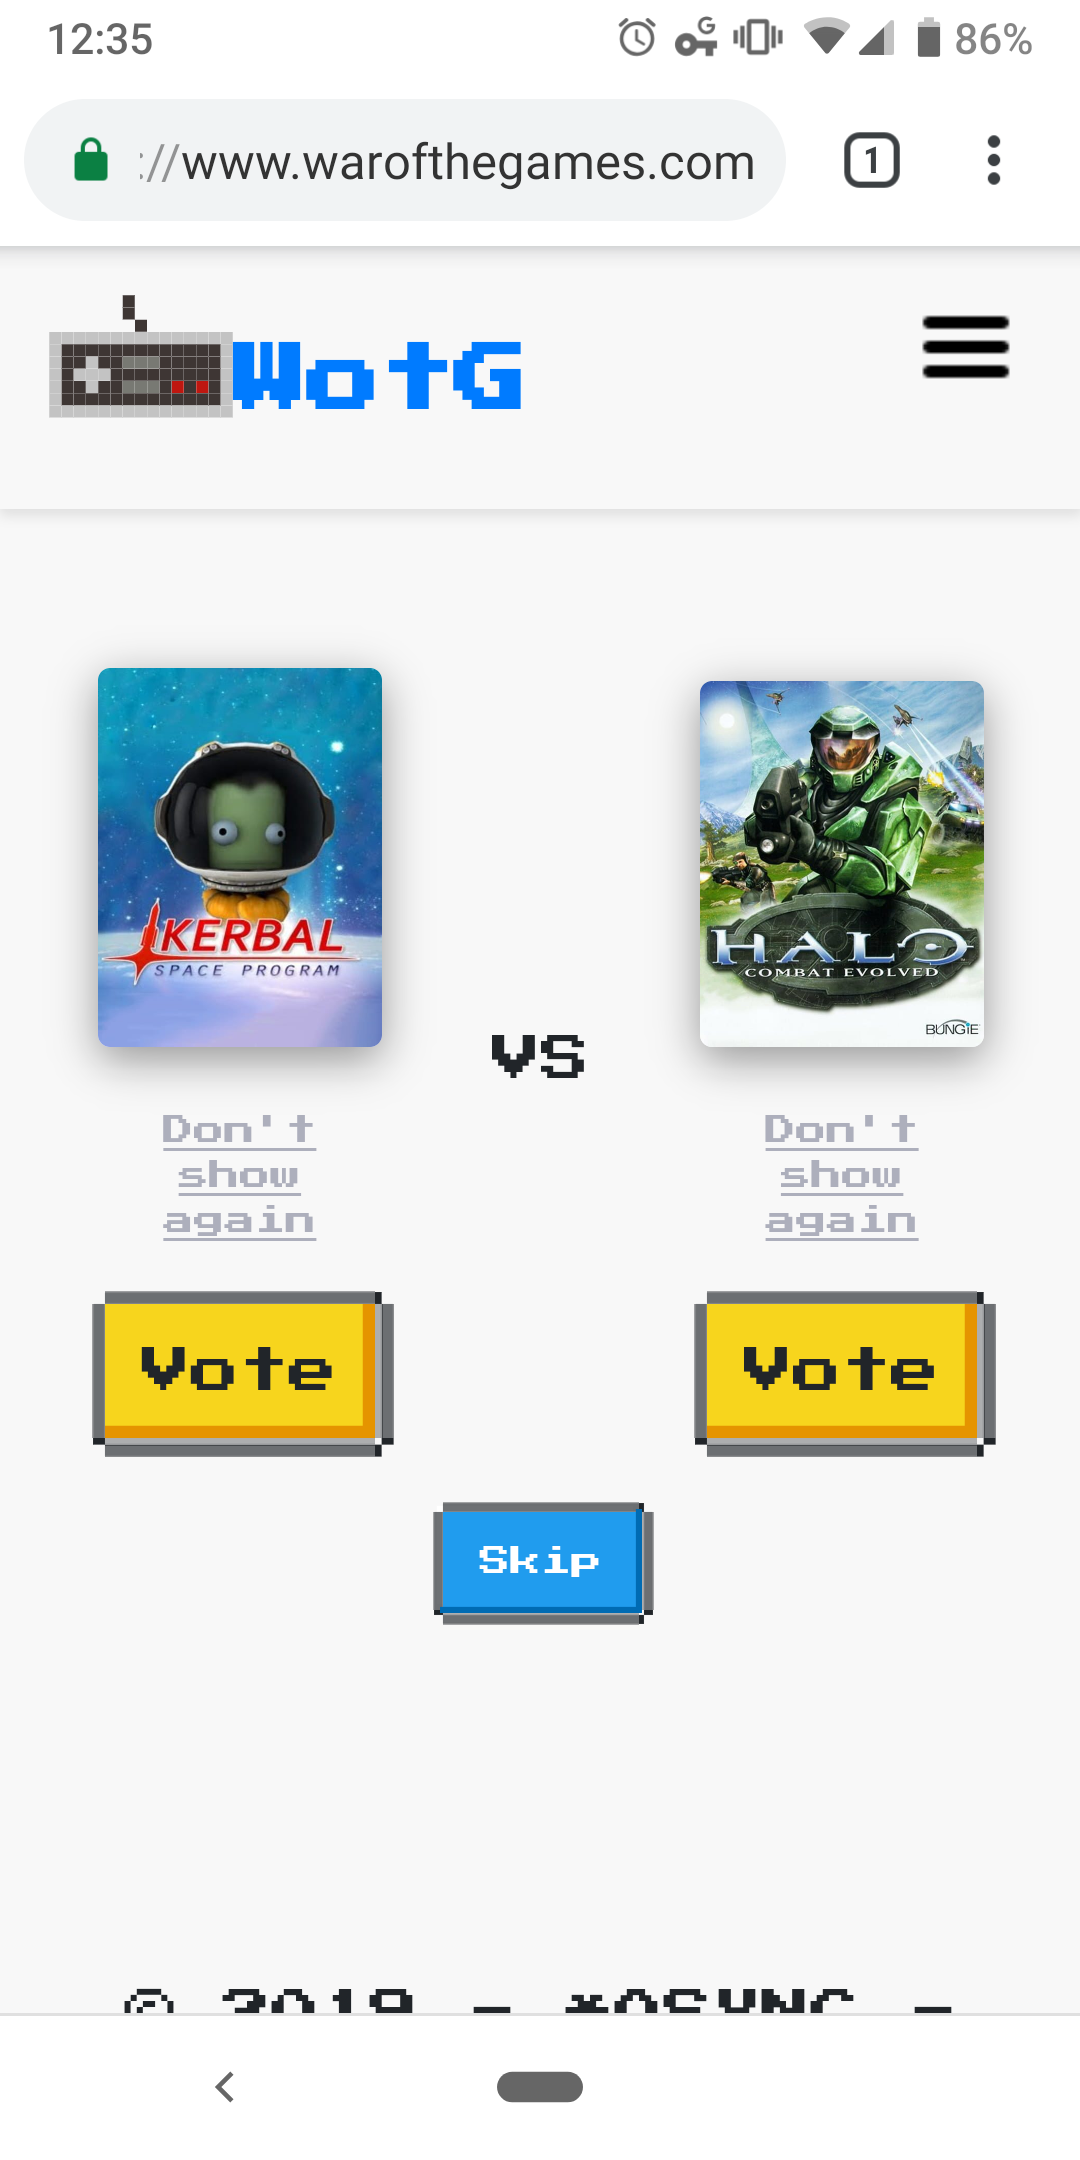 12:35
G
86%
://www.warofthegames.com
1
WotG
KERBAL
SPACE PROGRAM
HALO
COMBAT EVOLVED
BUNGiE
VS
Don't
show
again
Don't
show
again
Vote
Vote
Skip
© 2019 -
-